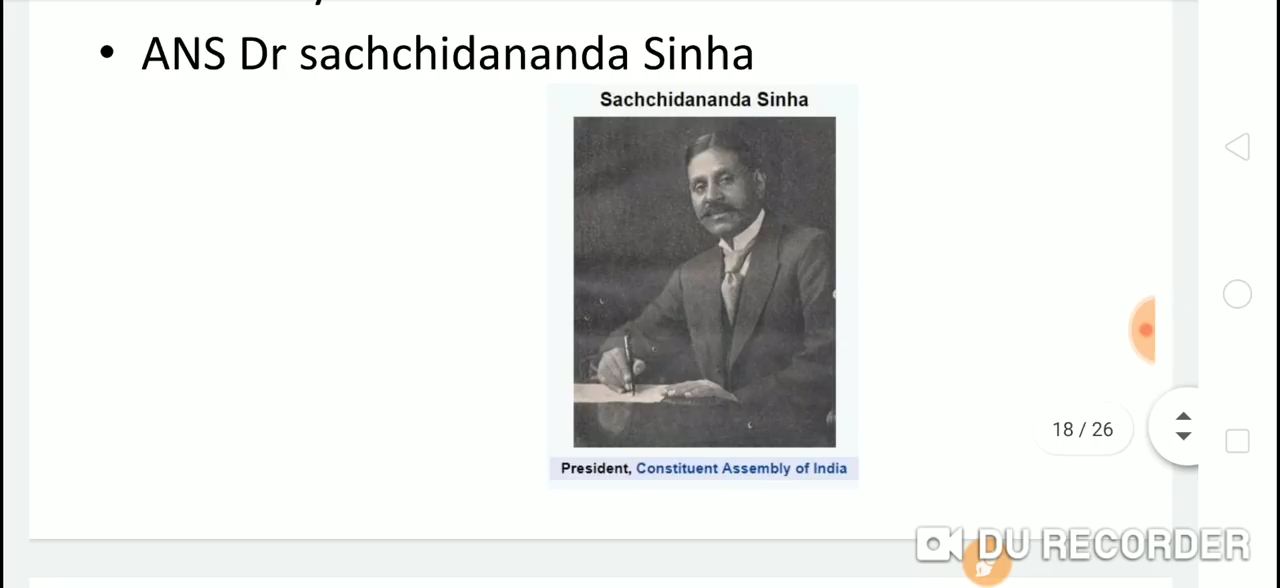 • ANS Dr sachchidananda Sinha
Sachchidananda Sinha
President, Constituent Assembly of India
18 / 26
DU RECORDER